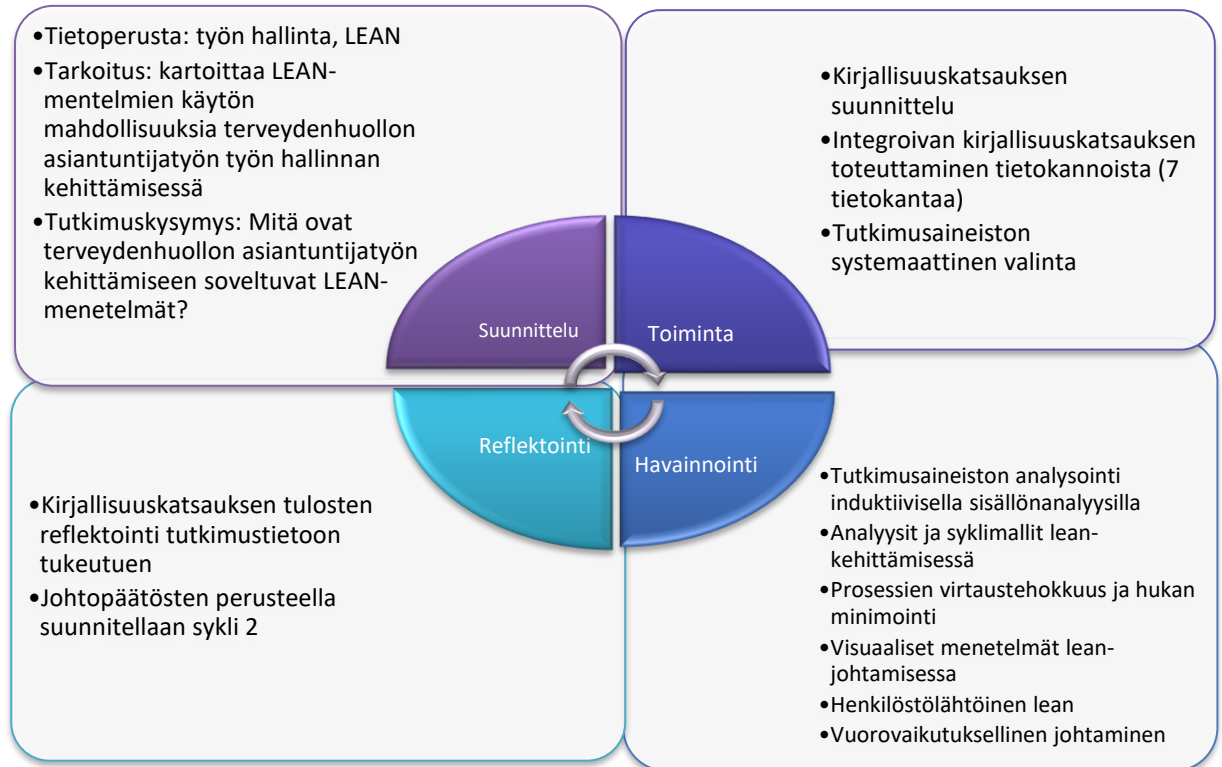 •Tietoperusta: työn hallinta, LEAN
•Tarkoitus: kartoittaa LEAN-
mentelmien käytön
mahdollisuuksia terveydenhuollon
asiantuntijatyön työn hallinnan
kehittämisessä
•Tutkimuskysymys: Mitä ovat
terveydenhuollon asiantuntijatyön
kehittämiseen soveltuvat LEAN-
menetelmät?
•Kirjallisuuskatsauksen
suunnittelu
•Integroivan kirjallisuuskatsauksen
toteuttaminen tietokannoista (7
tietokantaa)
•Tutkimusaineiston
systemaattinen valinta
Suunnittelu
Toiminta
Reflektointi
Havainnointi
•Kirjallisuuskatsauksen tulosten
reflektointi tutkimustietoon
tukeutuen
•Johtopäätösten perusteella
suunnitellaan sykli 2
•Tutkimusaineiston analysointi
induktiivisella sisällönanalyysilla
•Analyysit ja syklimallit lean-
kehittämisessä
•Prosessien virtaustehokkuus ja hukan
minimointi
•Visuaaliset menetelmät lean-
johtamisessa
•Henkilöstölähtöinen lean
•Vuorovaikutuksellinen johtaminen